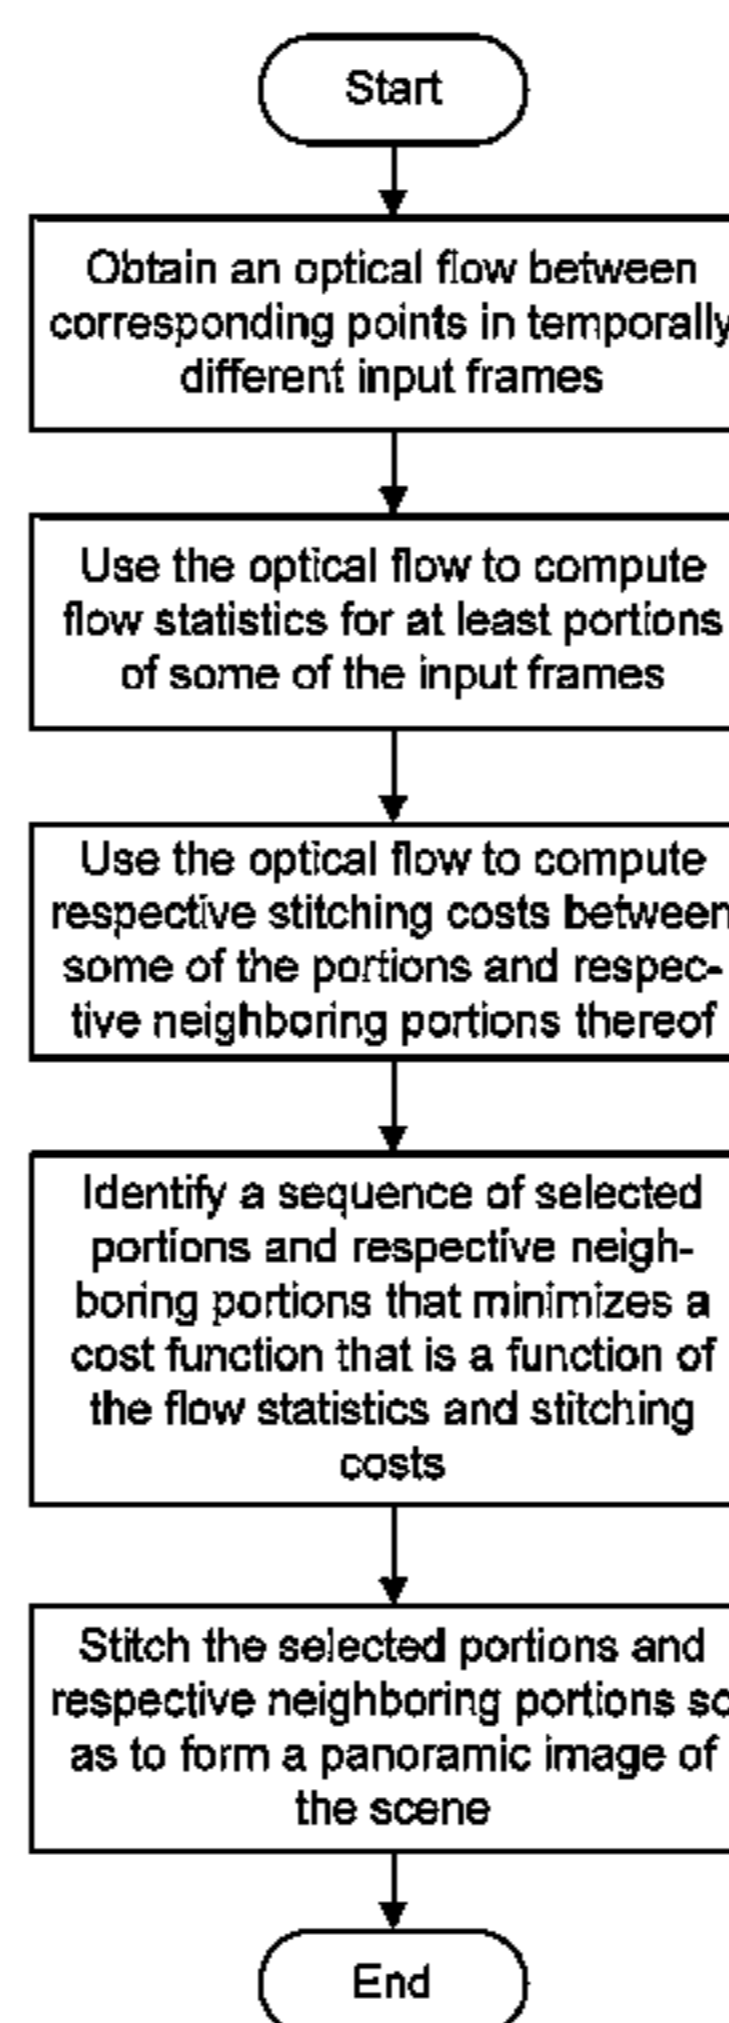 Start
Obtain an optical flow between
corresponding points in temporally
different input frames
Use the optical flow to compute
flow statistics for at least portions
of some of the input frames
Use the optical flow to compute
respective stitching costs between
some of the portions and respec-
tive neighboring portions thereof
Identify a sequence of selected
portions and respective neigh-
boring portions that minimizes a
cost function that is a function of
the flow statistics and stitching
costs
Stitch the selected portions and
respective neighboring portions so
as to form a panoramic image of
the scene
End